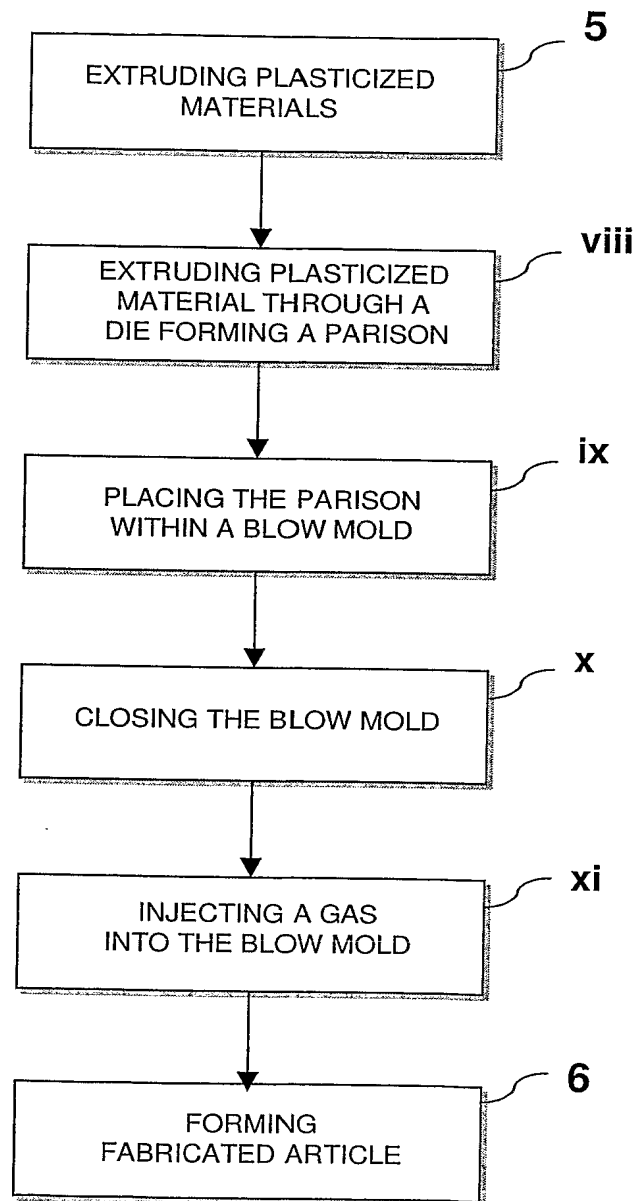 5
EXTRUDING PLASTICIZED
MATERIALS
viii
EXTRUDING PLASTICIZED
MATERIAL THROUGH A
DIE FORMING A PARISON
ix
PLACING THE PARISON
WITHIN A BLOW MOLD
x
CLOSING THE BLOW MOLD
xi
INJECTING A GAS
INTO THE BLOW MOLD
6
FORMING
FABRICATED ARTICLE